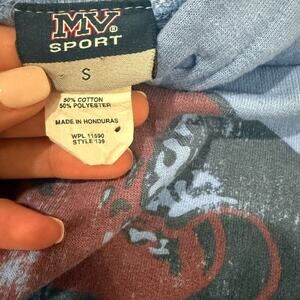 MV®
SPORT
S
50% COTTON
50% POLYESTER
MADE IN HONDURAS
WPL 11590
STYLE 139